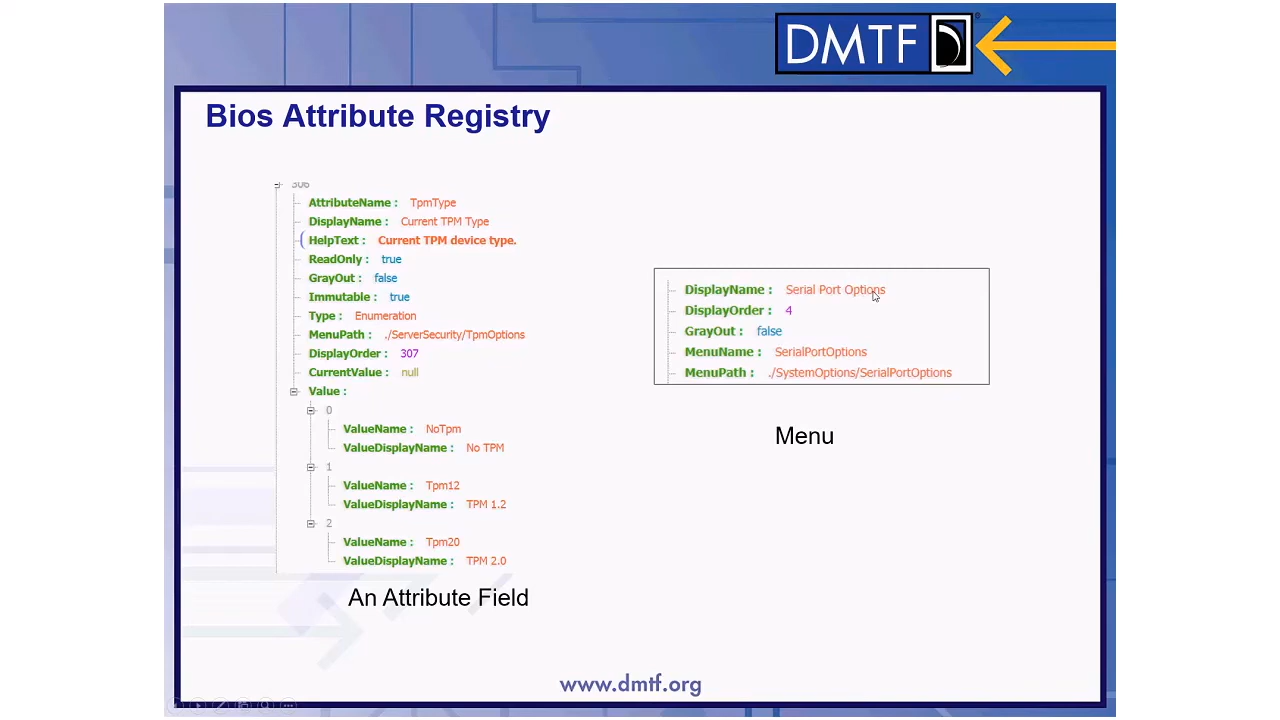 DMTF
Bios Attribute Registry
306
AttributeName : TpmType
DisplayName : Current TPM Type
HelpText : Current TPM device type.
ReadOnly : true
GrayOut : false
Immutable : true
Type : Enumeration
MenuPath : ./ServerSecurity/TpmOptions
DisplayOrder : 307
CurrentValue : null
Value :
0
ValueName : NoTpm
ValueDisplayName : No TPM
1
ValueName : Tpm12
ValueDisplayName : TPM 1.2
2
ValueName : Tpm20
ValueDisplayName : TPM 2.0
An Attribute Field
DisplayName : Serial Port Options
DisplayOrder : 4
GrayOut : false
MenuName : SerialPortOptions
MenuPath : ./SystemOptions/SerialPortOptions
Menu
www.dmtf.org